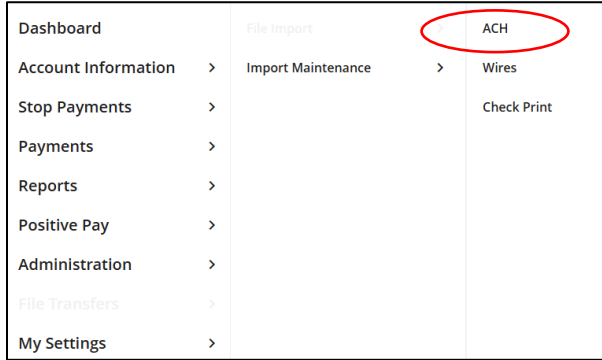 Dashboard
Account Information >
Stop Payments >
Payments >
Reports >
Positive Pay >
Administration >
File Transfers >
My Settings >
File Import >
Import Maintenance >
ACH
Wires
Check Print